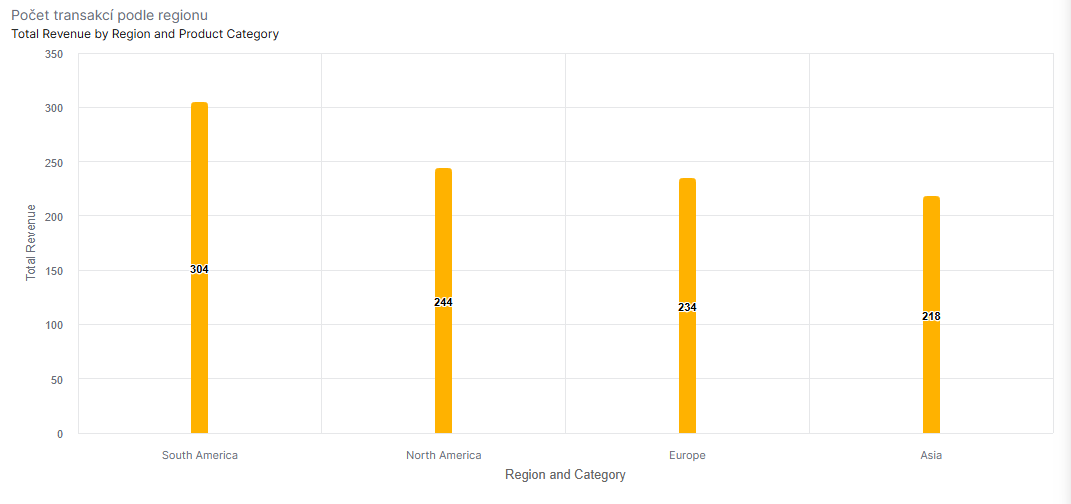 Počet transakcí podle regionu
Total Revenue by Region and Product Category
350
300
250
200
150
100
50
0
Total Revenue
304
244
234
218
South America
North America
Europe
Asia
Region and Category